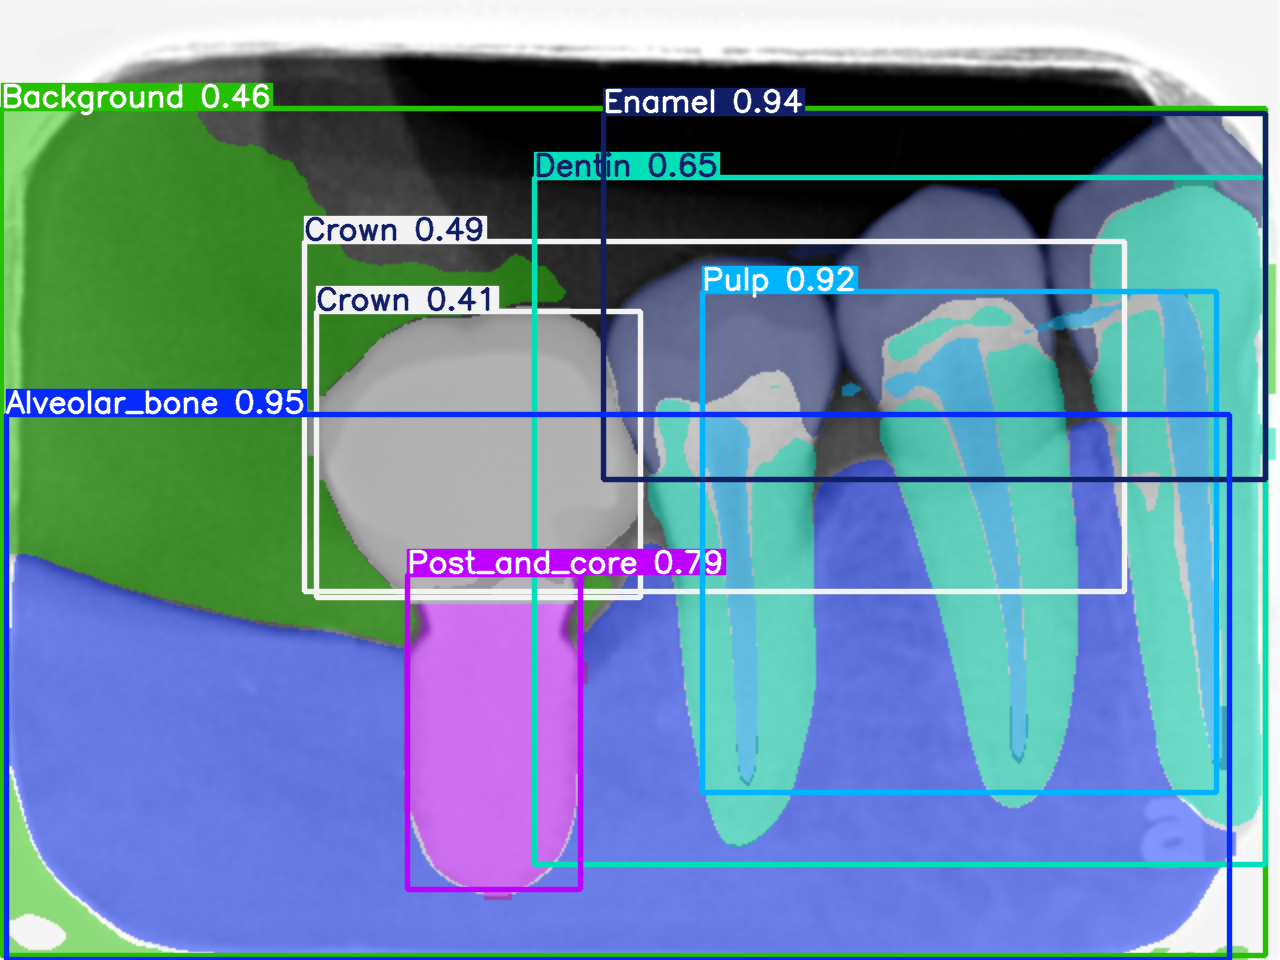 Background 0.46
Enamel 0.94
Dentin 0.65
Crown 0.49
Pulp 0.92
Crown 0.41
Alveolar_bone 0.95
Post_and_core 0.79
a